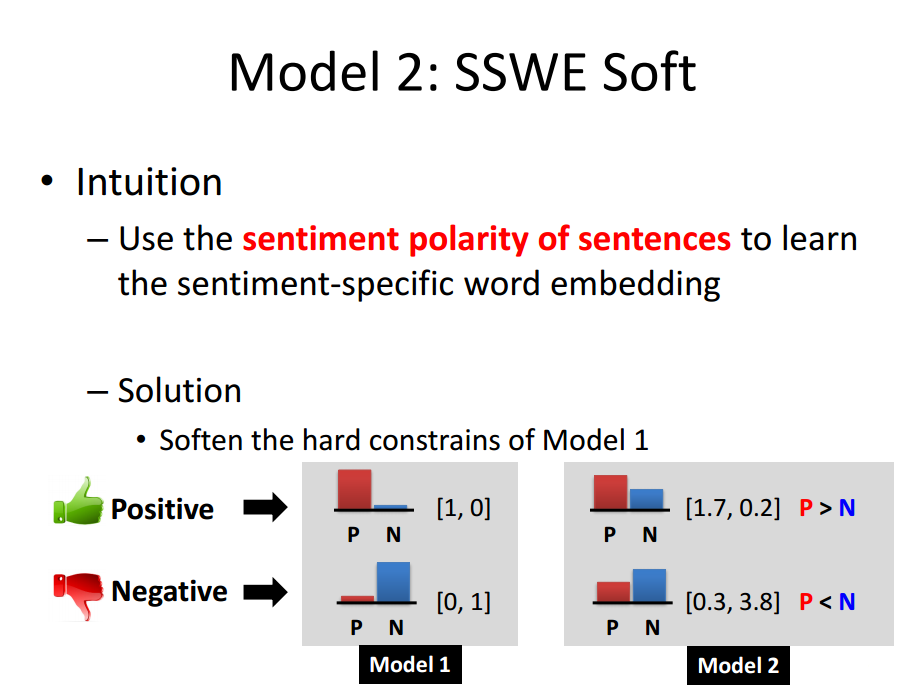 Model 2: SSWE Soft
• Intuition
– Use the sentiment polarity of sentences to learn
the sentiment-specific word embedding
– Solution
• Soften the hard constrains of Model 1
Positive
[1, 0]
P N
[1.7, 0.2] P > N
P N
Negative
[0, 1]
P N
[0.3, 3.8] P < N
P N
Model 1
Model 2